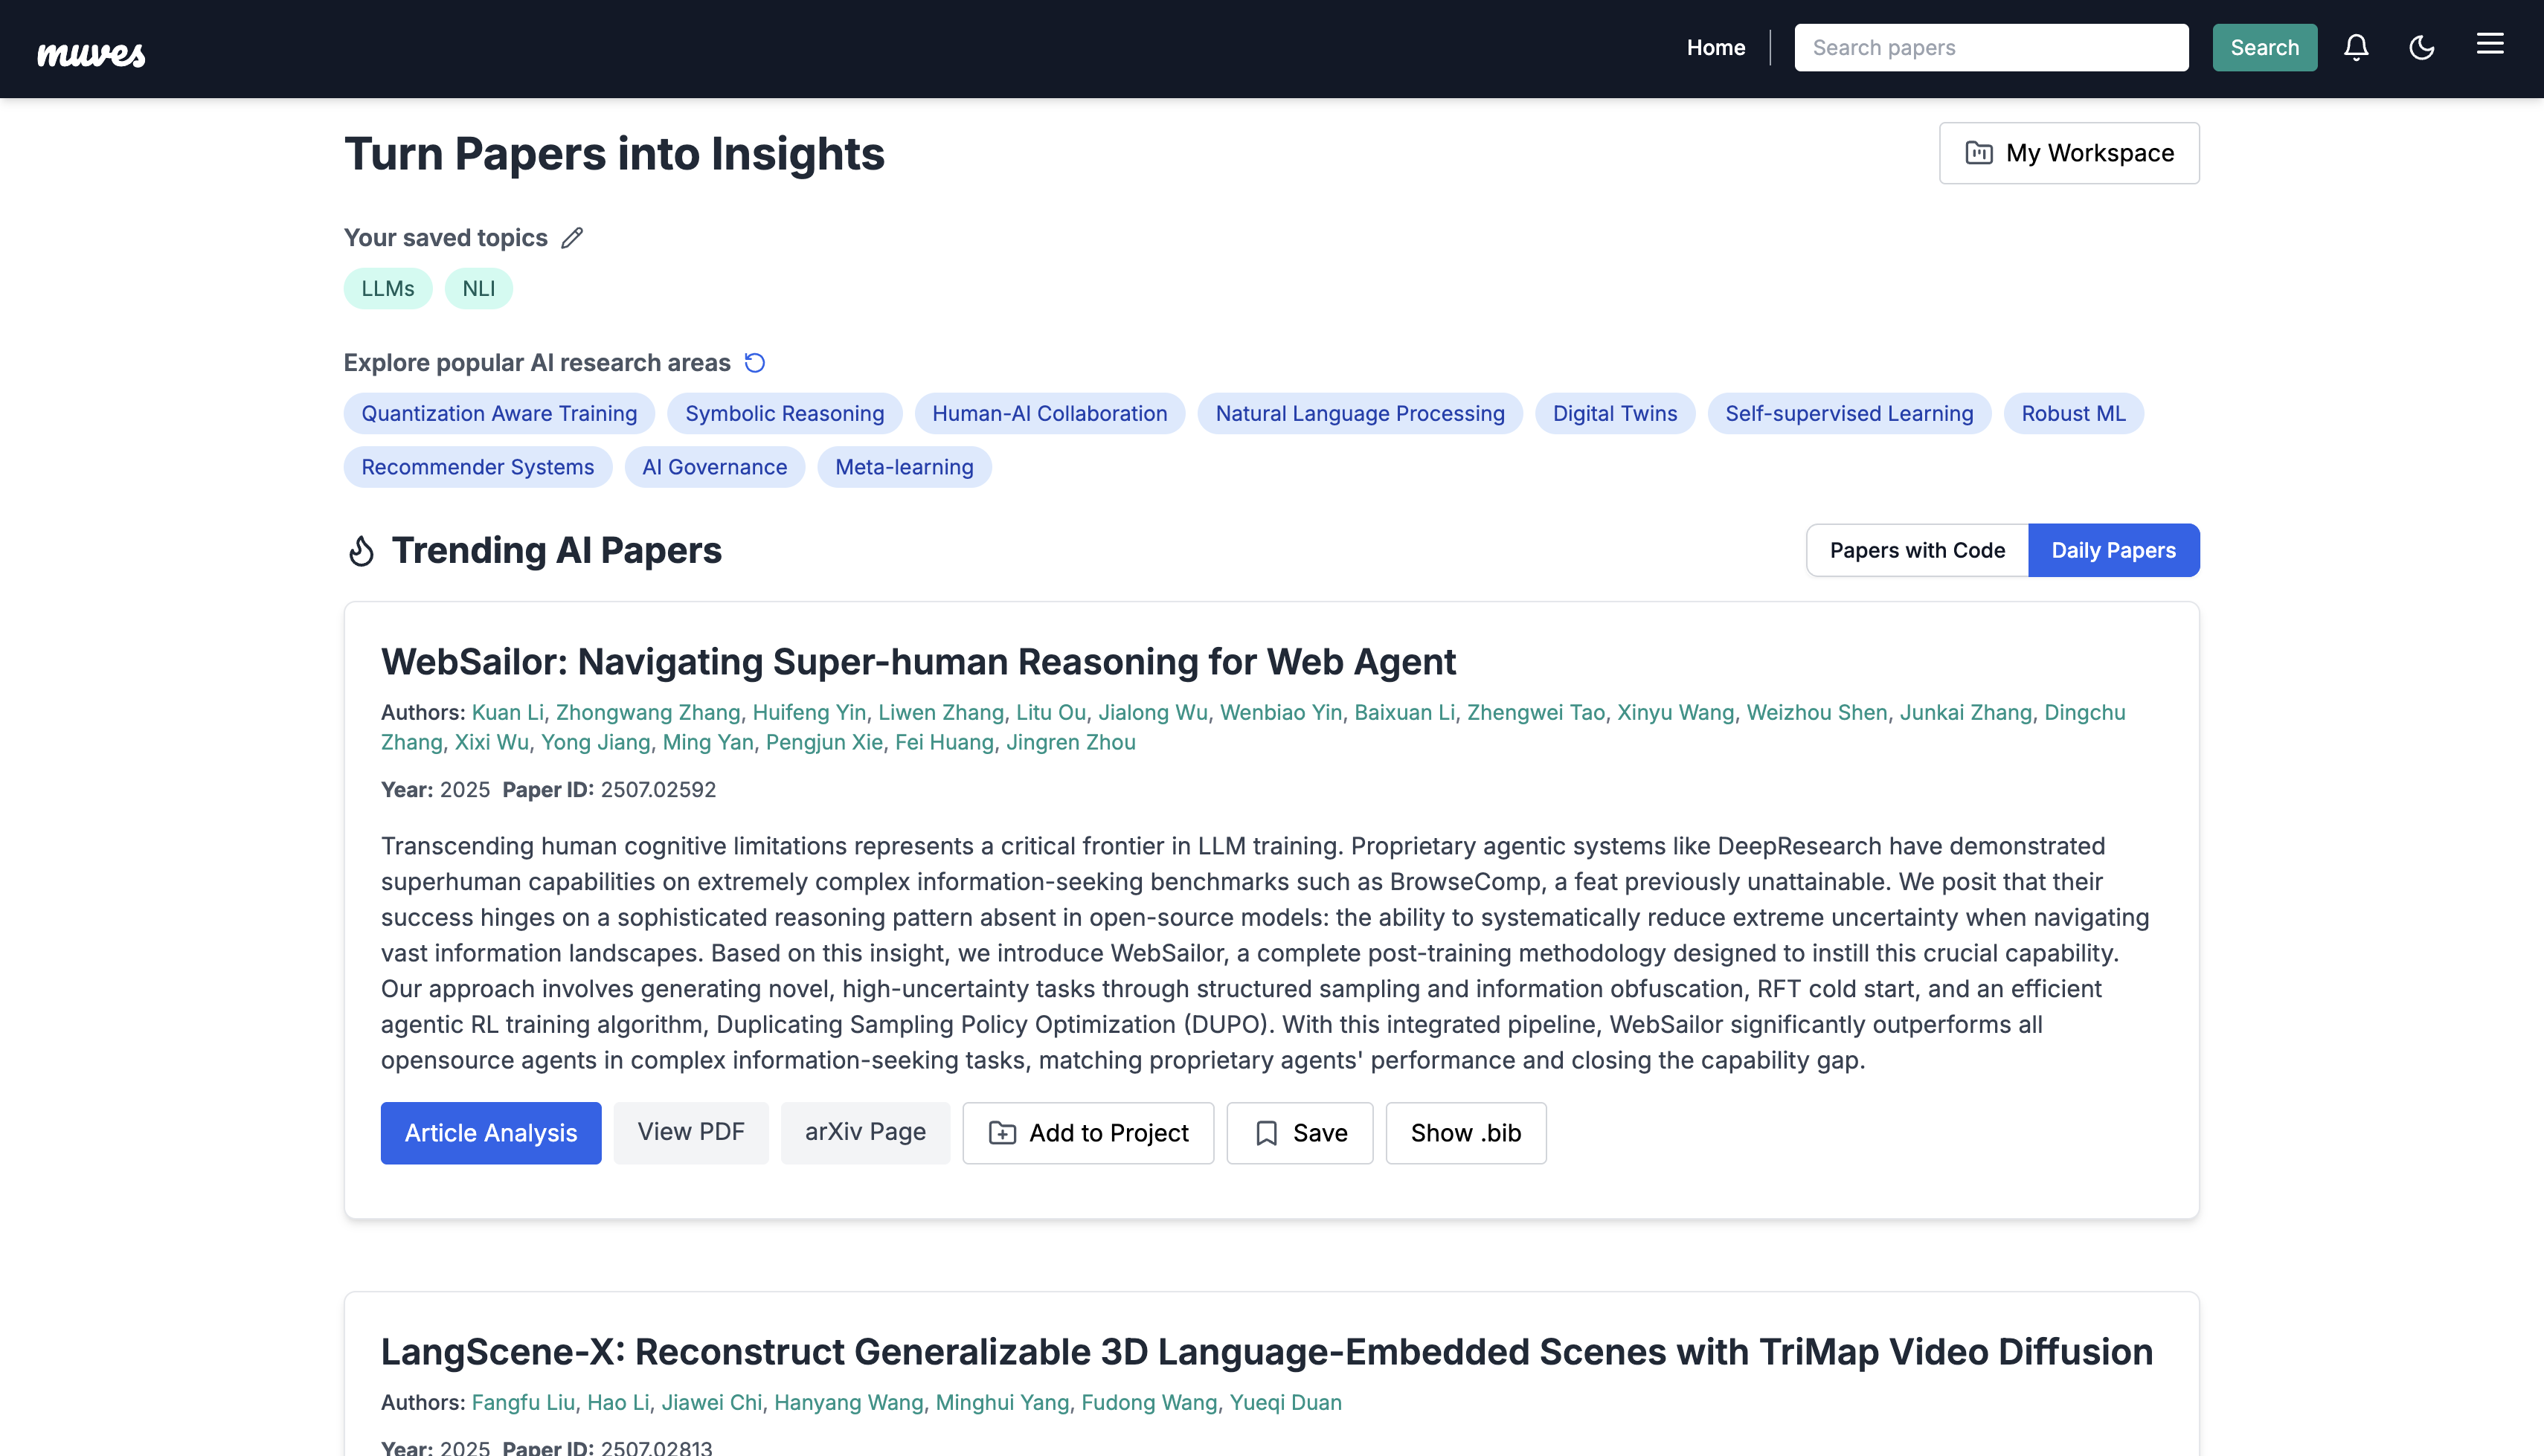 muves
Home
Search papers
Search
Turn Papers into Insights
My Workspace
Your saved topics
LLMs
NLI
Explore popular AI research areas
Quantization Aware Training
Symbolic Reasoning
Human-AI Collaboration
Natural Language Processing
Digital Twins
Self-supervised Learning
Robust ML
Recommender Systems
AI Governance
Meta-learning
Trending AI Papers
Papers with Code
Daily Papers
WebSailor: Navigating Super-human Reasoning for Web Agent
Authors: Kuan Li, Zhongwang Zhang, Huifeng Yin, Liwen Zhang, Litu Ou, Jialong Wu, Wenbiao Yin, Baixuan Li, Zhengwei Tao, Xinyu Wang, Weizhou Shen, Junkai Zhang, Dingchu
Zhang, Xixi Wu, Yong Jiang, Ming Yan, Pengjun Xie, Fei Huang, Jingren Zhou
Year: 2025 Paper ID: 2507.02592
Transcending human cognitive limitations represents a critical frontier in LLM training. Proprietary agentic systems like DeepResearch have demonstrated
superhuman capabilities on extremely complex information-seeking benchmarks such as BrowseComp, a feat previously unattainable. We posit that their
success hinges on a sophisticated reasoning pattern absent in open-source models: the ability to systematically reduce extreme uncertainty when navigating
vast information landscapes. Based on this insight, we introduce WebSailor, a complete post-training methodology designed to instill this crucial capability.
Our approach involves generating novel, high-uncertainty tasks through structured sampling and information obfuscation, RFT cold start, and an efficient
agentic RL training algorithm, Duplicating Sampling Policy Optimization (DUPO). With this integrated pipeline, WebSailor significantly outperforms all
opensource agents in complex information-seeking tasks, matching proprietary agents' performance and closing the capability gap.
Article Analysis
View PDF
arXiv Page
Add to Project
Save
Show .bib
LangScene-X: Reconstruct Generalizable 3D Language-Embedded Scenes with TriMap Video Diffusion
Authors: Fangfu Liu, Hao Li, Jiawei Chi, Hanyang Wang, Minghui Yang, Fudong Wang, Yueqi Duan
Year: 2025 Paper ID: 2507.02813